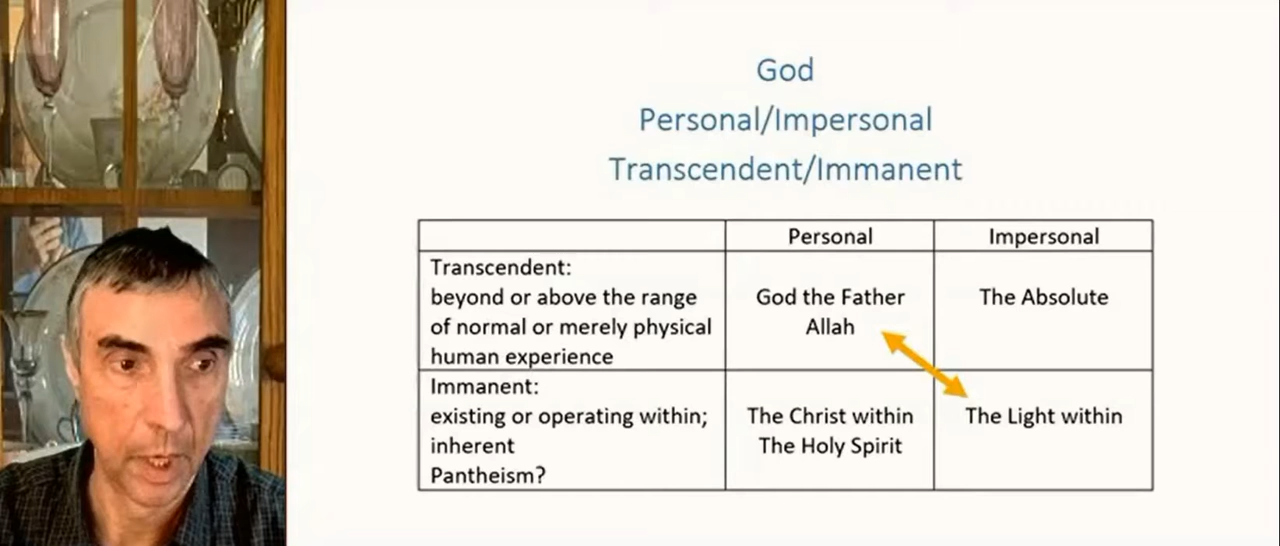 God
Personal/Impersonal
Transcendent/Immanent
Personal
Impersonal
Transcendent:
beyond or above the range
of normal or merely physical
human experience
God the Father
Allah
The Absolute
Immanent:
existing or operating within;
inherent
Pantheism?
The Christ within
The Holy Spirit
The Light within